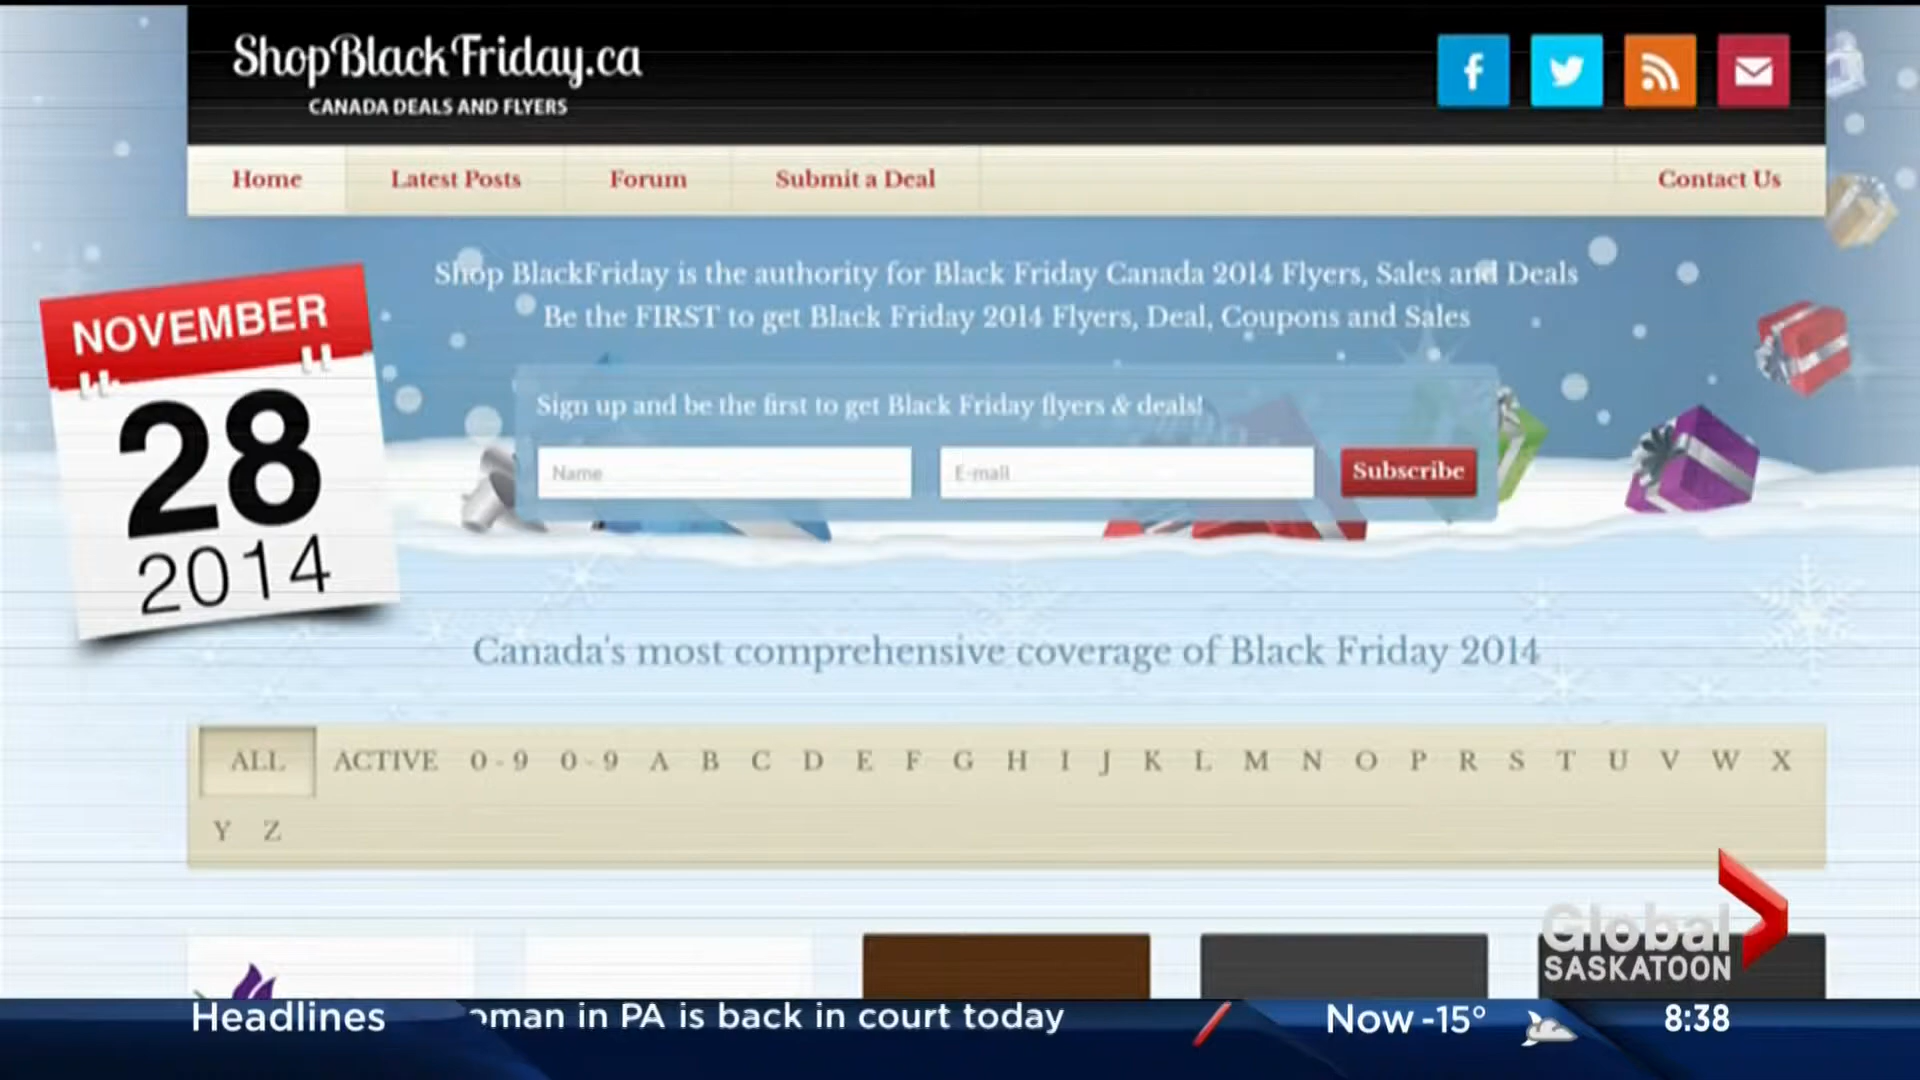 ShopBlackFriday.ca
CANADA DEALS AND FLYERS
Home Latest Posts Forum Submit a Deal Contact Us
Shop BlackFriday is the authority for Black Friday Canada 2014 Flyers, Sales and Deals
Be the FIRST to get Black Friday 2014 Flyers, Deal, Coupons and Sales
NOVEMBER
28
2014
Sign up and be the first to get Black Friday flyers & deals!
Name E-mail Subscribe
Canada's most comprehensive coverage of Black Friday 2014
ALL ACTIVE 0 - 9 0 - 9 A B C D E F G H I J K L M N O P R S T U V W X
Y Z
Global
SASKATOON
Headlines oman in PA is back in court today Now -15° 8:38